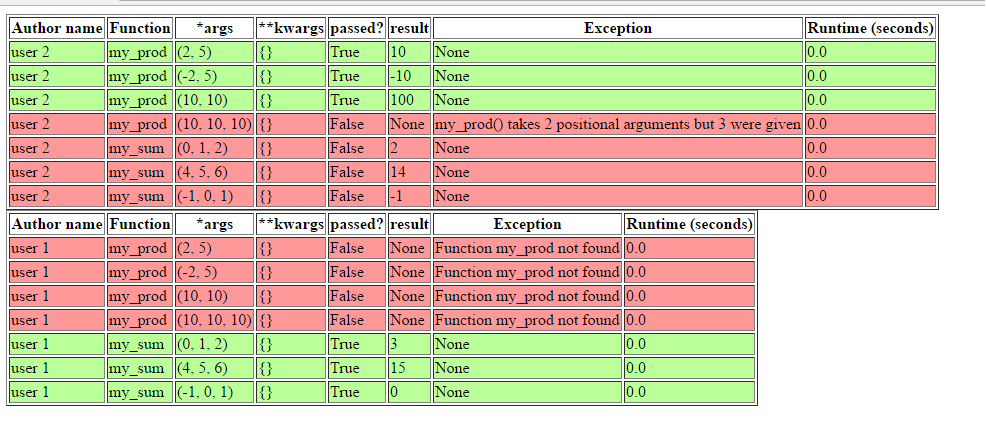 Author name Function *args **kwargs passed? result Exception Runtime (seconds)
user 2 my_prod (2, 5) {} True 10 None 0.0
user 2 my_prod (-2, 5) {} True -10 None 0.0
user 2 my_prod (10, 10) {} True 100 None 0.0
user 2 my_prod (10, 10, 10) {} False None my_prod() takes 2 positional arguments but 3 were given 0.0
user 2 my_sum (0, 1, 2) {} False 2 None 0.0
user 2 my_sum (4, 5, 6) {} False 14 None 0.0
user 2 my_sum (-1, 0, 1) {} False -1 None 0.0
Author name Function *args **kwargs passed? result Exception Runtime (seconds)
user 1 my_prod (2, 5) {} False None Function my_prod not found 0.0
user 1 my_prod (-2, 5) {} False None Function my_prod not found 0.0
user 1 my_prod (10, 10) {} False None Function my_prod not found 0.0
user 1 my_prod (10, 10, 10) {} False None Function my_prod not found 0.0
user 1 my_sum (0, 1, 2) {} True 3 None 0.0
user 1 my_sum (4, 5, 6) {} True 15 None 0.0
user 1 my_sum (-1, 0, 1) {} True 0 None 0.0